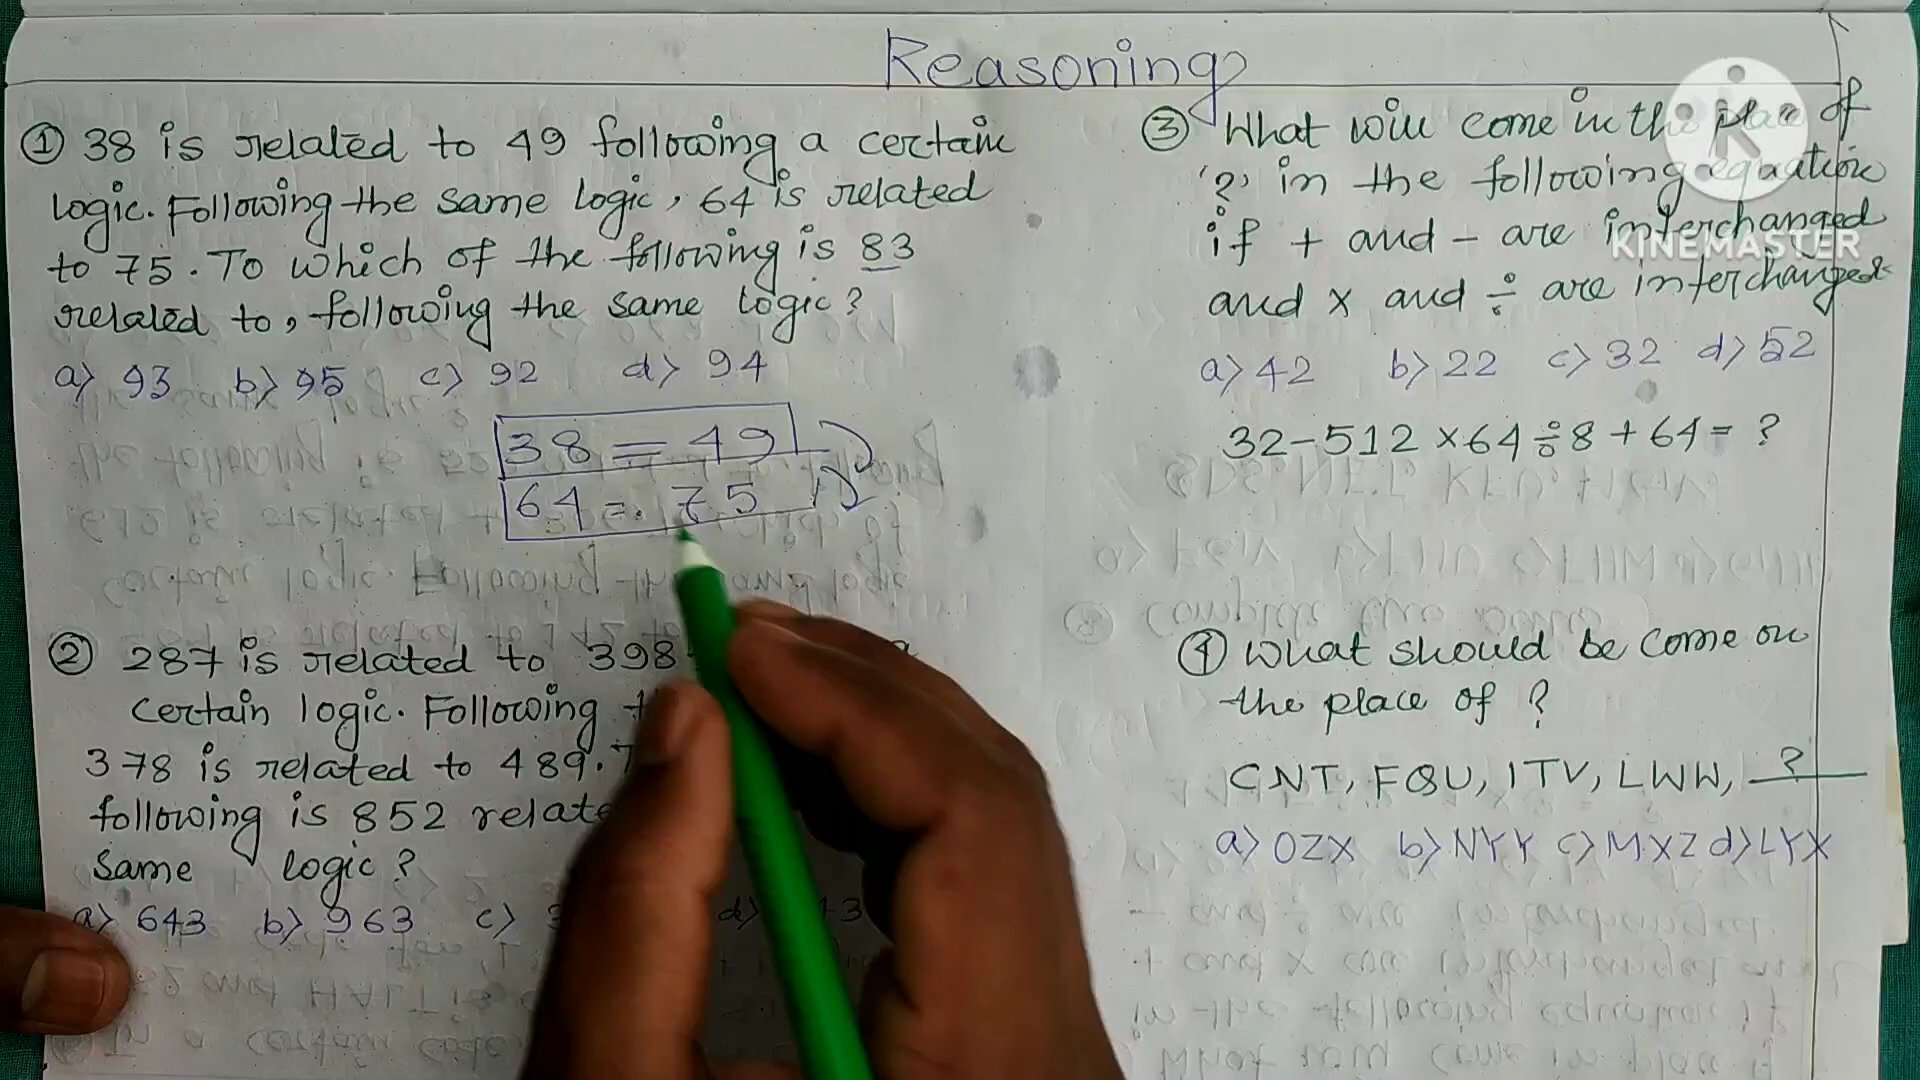 Reasoning
① 38 is related to 49 following a certain
logic. Following the same logic, 64 is related
to 75. To which of the following is 83
related to, following the same logic?
a) 93 b) 95 c) 92 d) 94
38 = 49
64 = 75
② 287 is related to 398
certain logic. Following
378 is related to 489.
following is 852
same logic?
a) 643 b) 963 c) d)
③ What will come in the place of
'?' in the following equation
if + and - are interchanged
and x and ÷ are interchanged
a) 42 b) 22 c) 32 d) 52
32-512 x64÷8+64=?
④ What should be come on
the place of ?
CNT, FQU, ITV, LWW, ?
a) OZX b) NYY c) MXZ d) LYX
KINEMASTER